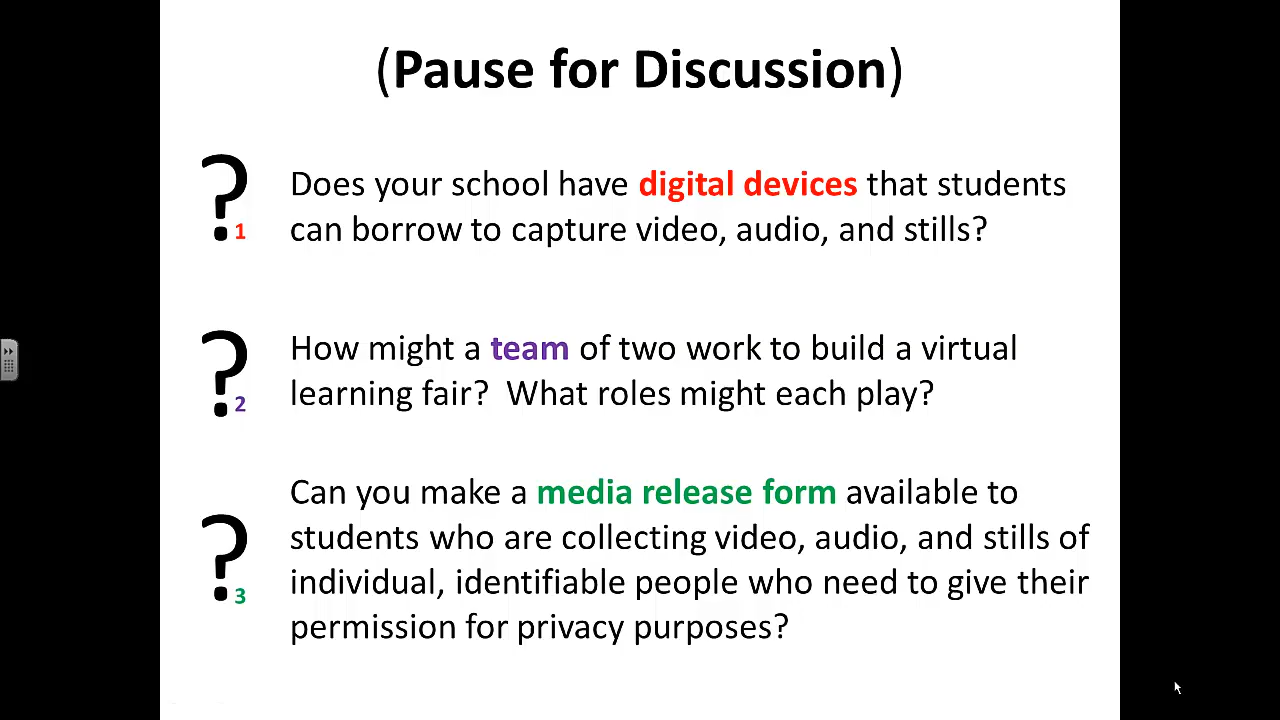 (Pause for Discussion)
?1
Does your school have digital devices that students
can borrow to capture video, audio, and stills?
?2
How might a team of two work to build a virtual
learning fair?  What roles might each play?
?3
Can you make a media release form available to
students who are collecting video, audio, and stills of
individual, identifiable people who need to give their
permission for privacy purposes?